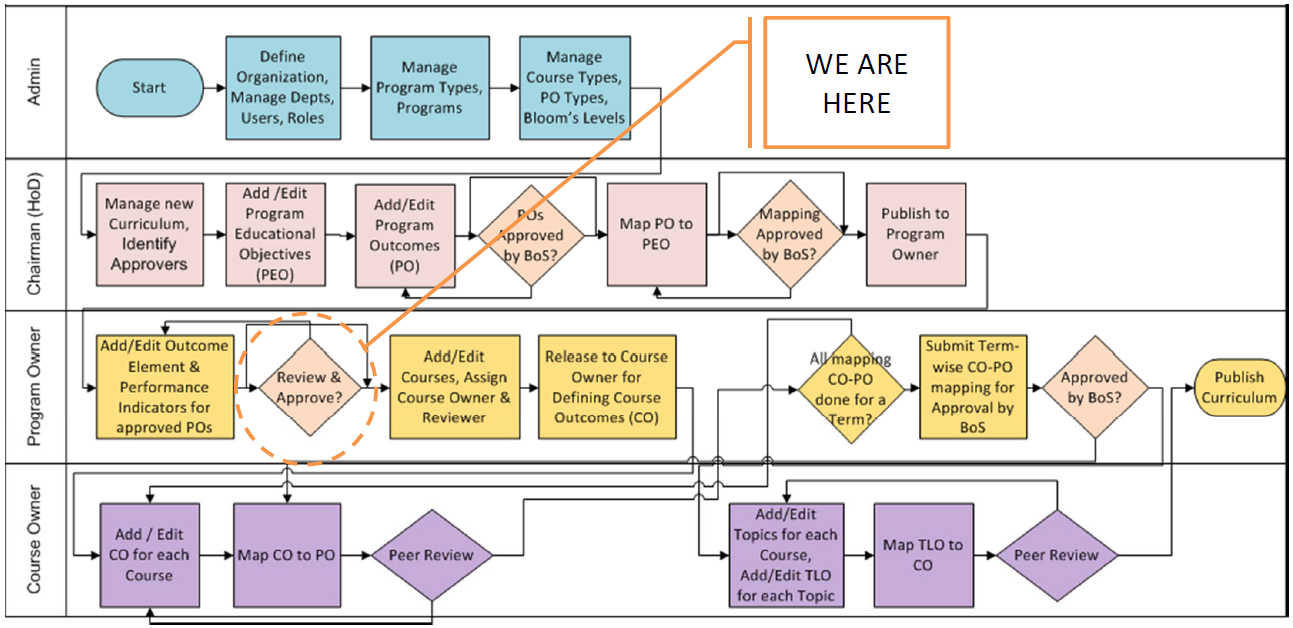 Admin
Start
Define
Organization,
Manage Depts,
Users, Roles
Manage
Program Types,
Programs
Manage
Course Types,
PO Types,
Bloom's Levels
WE ARE
HERE
Chairman (HoD)
Manage new
Curriculum,
Identify
Approvers
Add /Edit
Program
Educational
Objectives
(PEO)
Add/Edit
Program
Outcomes
(PO)
POs
Approved
by BoS?
Map PO to
PEO
Mapping
Approved
by BoS?
Publish to
Program
Owner
Program Owner
Add/Edit Outcome
Element &
Performance
Indicators for
approved POs
Review &
Approve?
Add/Edit
Courses, Assign
Course Owner &
Reviewer
Release to Course
Owner for
Defining Course
Outcomes (CO)
All mapping
CO-PO
done for a
Term?
Submit Term-
wise CO-PO
mapping for
Approval by
BoS
Approved
by BoS?
Publish
Curriculum
Course Owner
Add / Edit
CO for each
Course
Map CO to PO
Peer Review
Add/Edit
Topics for each
Course,
Add/Edit TLO
for each Topic
Map TLO to
CO
Peer Review